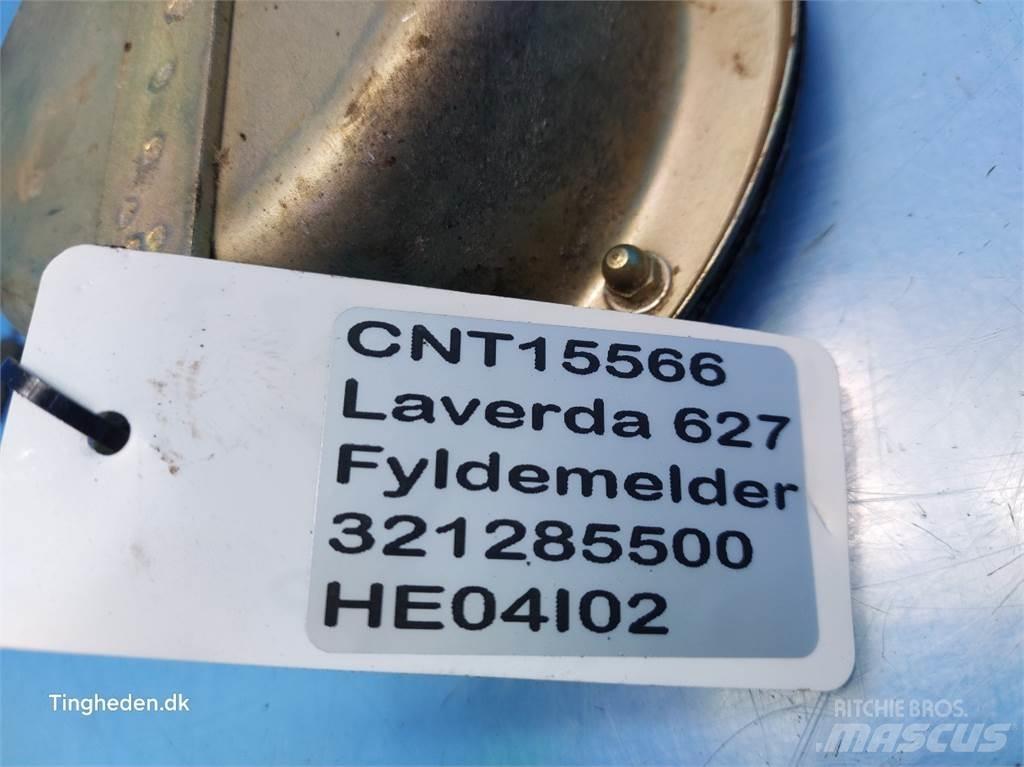 CNT15566
Laverda 627
Fyldemelder
321285500
HE04I02
Tingheden.dk
RITCHIE BROS.
MASCUS